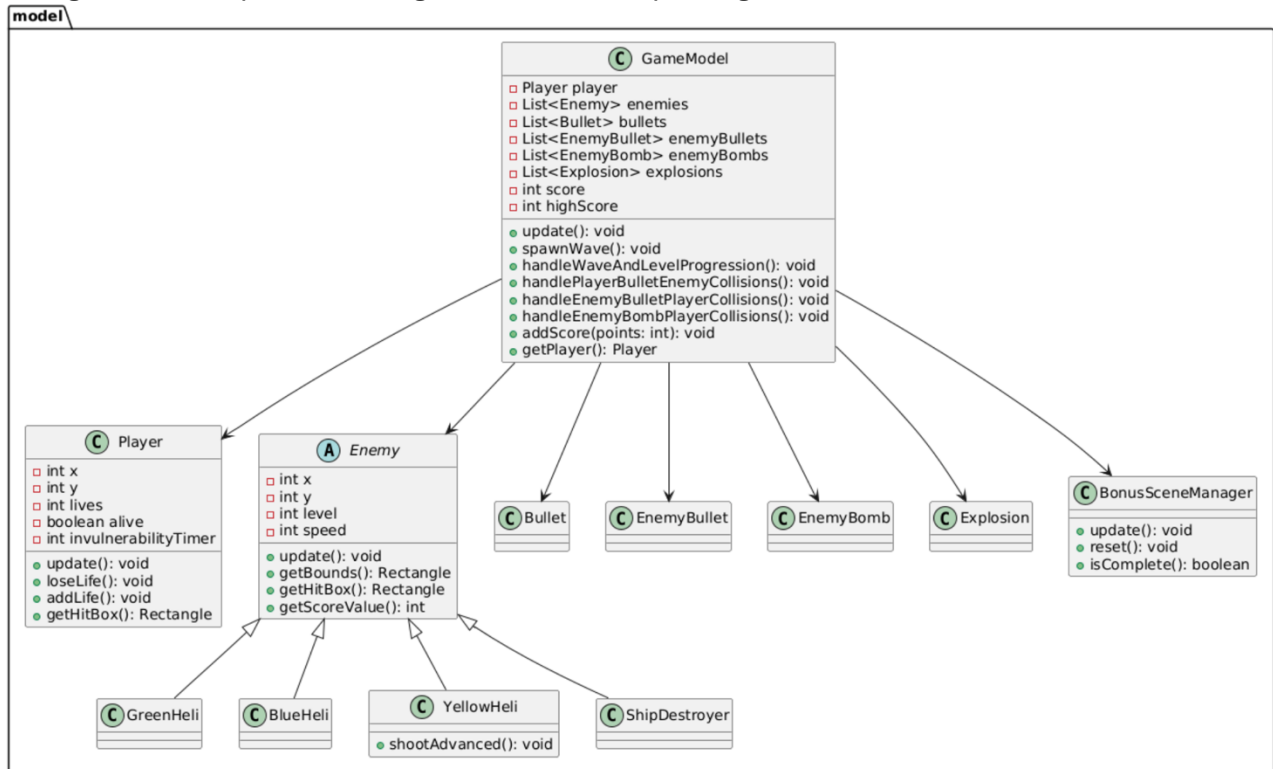 model
C GameModel
Player player
List<Enemy> enemies
List<Bullet> bullets
List<EnemyBullet> enemyBullets
List<EnemyBomb> enemyBombs
List<Explosion> explosions
int score
int highScore
update(): void
spawnWave(): void
handleWaveAndLevelProgression(): void
handlePlayerBulletEnemyCollisions(): void
handleEnemyBulletPlayerCollisions(): void
handleEnemyBombPlayerCollisions(): void
addScore(points: int): void
getPlayer(): Player
C Player
int x
int y
int lives
boolean alive
int invulnerabilityTimer
update(): void
loseLife(): void
addLife(): void
getHitBox(): Rectangle
A Enemy
int x
int y
int level
int speed
update(): void
getBounds(): Rectangle
getHitBox(): Rectangle
getScoreValue(): int
C Bullet
C EnemyBullet
C EnemyBomb
C Explosion
C BonusSceneManager
update(): void
reset(): void
isComplete(): boolean
C GreenHeli
C BlueHeli
C YellowHeli
shootAdvanced(): void
C ShipDestroyer